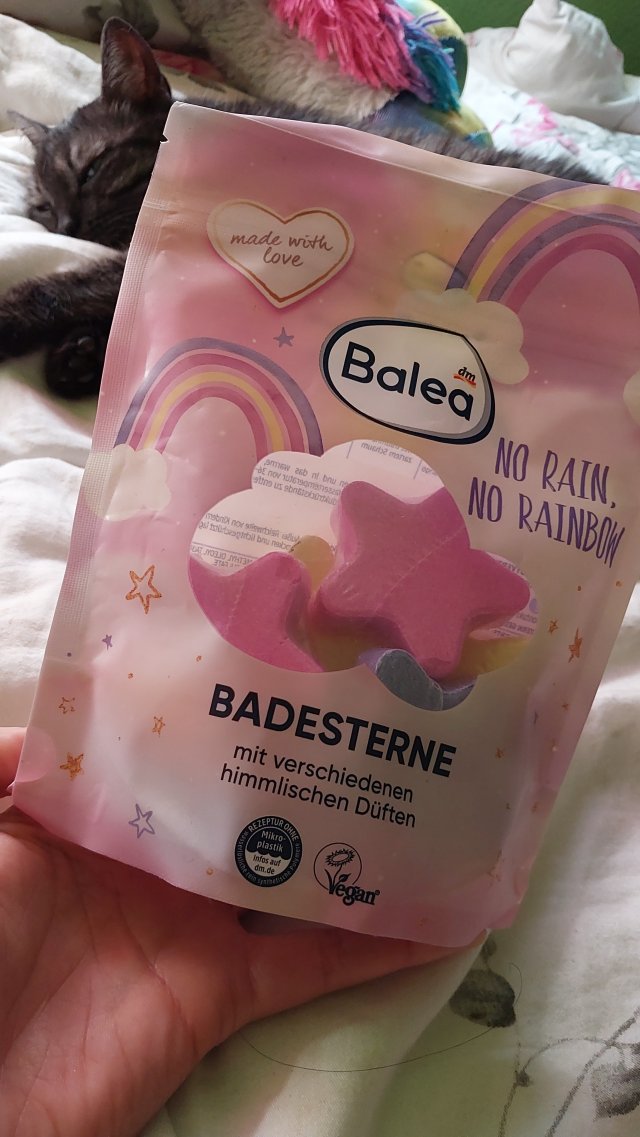 made with
love
Balea
dm
NO RAIN,
NO RAINBOW
BADESTERNE
mit verschiedenen
himmlischen Düften
REZEPTUR OHNE
Mikro-
plastik
Infos auf
dm.de
Vegan